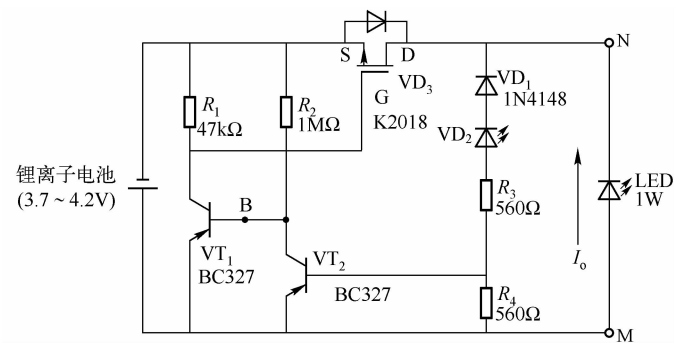 S
D
N
VD₃
G
K2018
R₁
47kΩ
R₂
1MΩ
VD₁
1N4148
VD₂
锂离子电池
(3.7 ~ 4.2V)
B
VT₁
BC327
VT₂
BC327
R₃
560Ω
R₄
560Ω
Iₒ
LED
1W
M